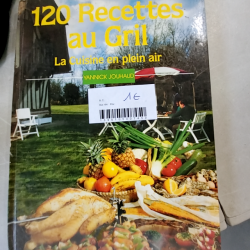 120 Recettes
au Gril
La Cuisine en plein air
YANNICK JOUHAUD
1€